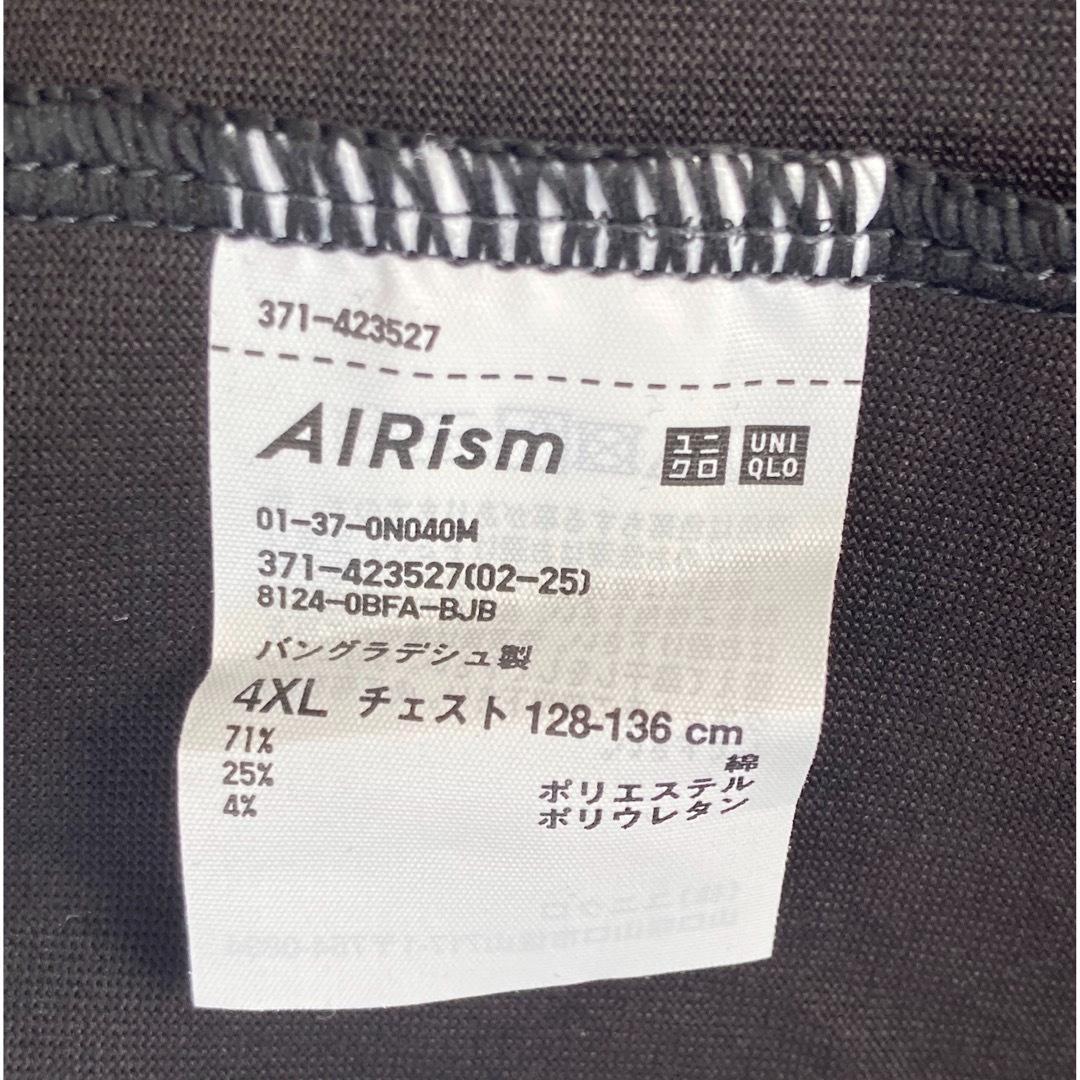 371-423527
AIRism ユニクロ UNIQLO
01-37-0N040M
371-423527(02-25)
8124-0BFA-BJB
バングラデシュ製
4XL チェスト 128-136 cm
71% 綿
25% ポリエステル
4% ポリウレタン